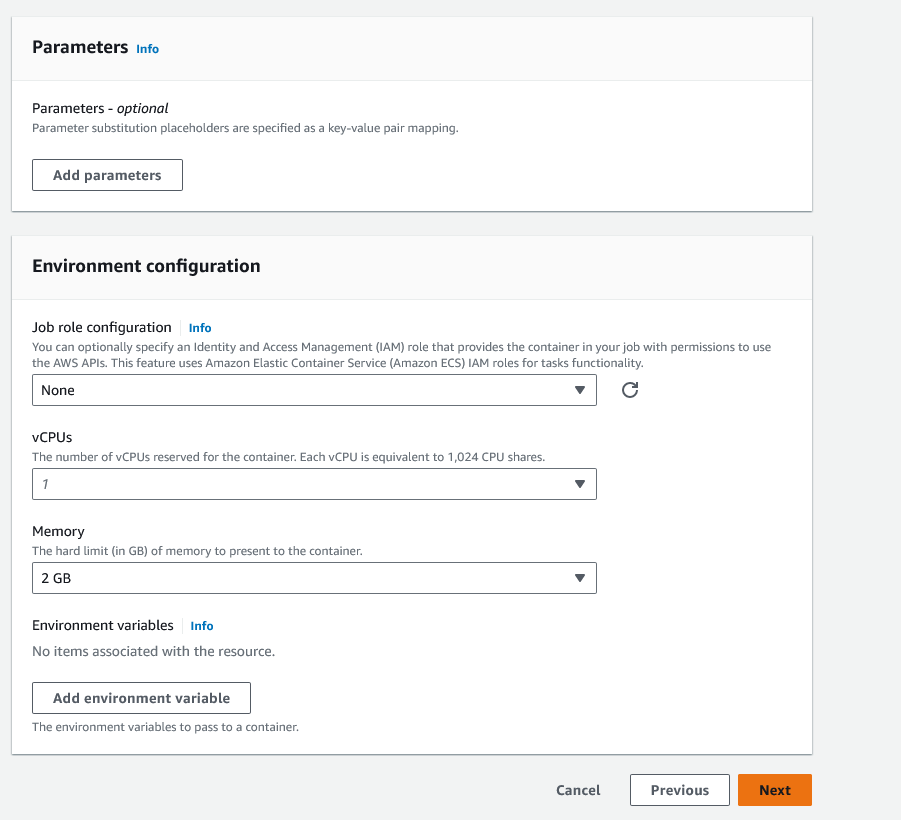 Parameters Info
Parameters - optional
Parameter substitution placeholders are specified as a key-value pair mapping.
Add parameters
Environment configuration
Job role configuration Info
You can optionally specify an Identity and Access Management (IAM) role that provides the container in your job with permissions to use
the AWS APIs. This feature uses Amazon Elastic Container Service (Amazon ECS) IAM roles for tasks functionality.
None
vCPUs
The number of vCPUs reserved for the container. Each vCPU is equivalent to 1,024 CPU shares.
1
Memory
The hard limit (in GB) of memory to present to the container.
2 GB
Environment variables Info
No items associated with the resource.
Add environment variable
The environment variables to pass to a container.
Cancel Previous Next